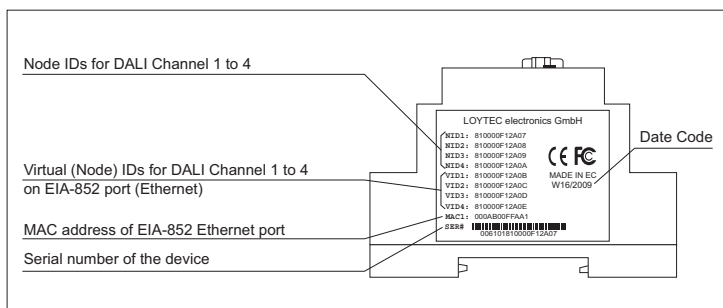 Node IDs for DALI Channel 1 to 4
Virtual (Node) IDs for DALI Channel 1 to 4
on EIA-852 port (Ethernet)
MAC address of EIA-852 Ethernet port
Serial number of the device
LOYTEC electronics GmbH
NID1: 810000F12A07
NID2: 810000F12A08
NID3: 810000F12A09
NID4: 810000F12A0A
VID1: 810000F12A0B
VID2: 810000F12A0C
VID3: 810000F12A0D
VID4: 810000F12A0E
MAC1: 000AB00FFAA1
SER#
006101810000F12A07
CE FC
MADE IN EC
W16/2009
Date Code